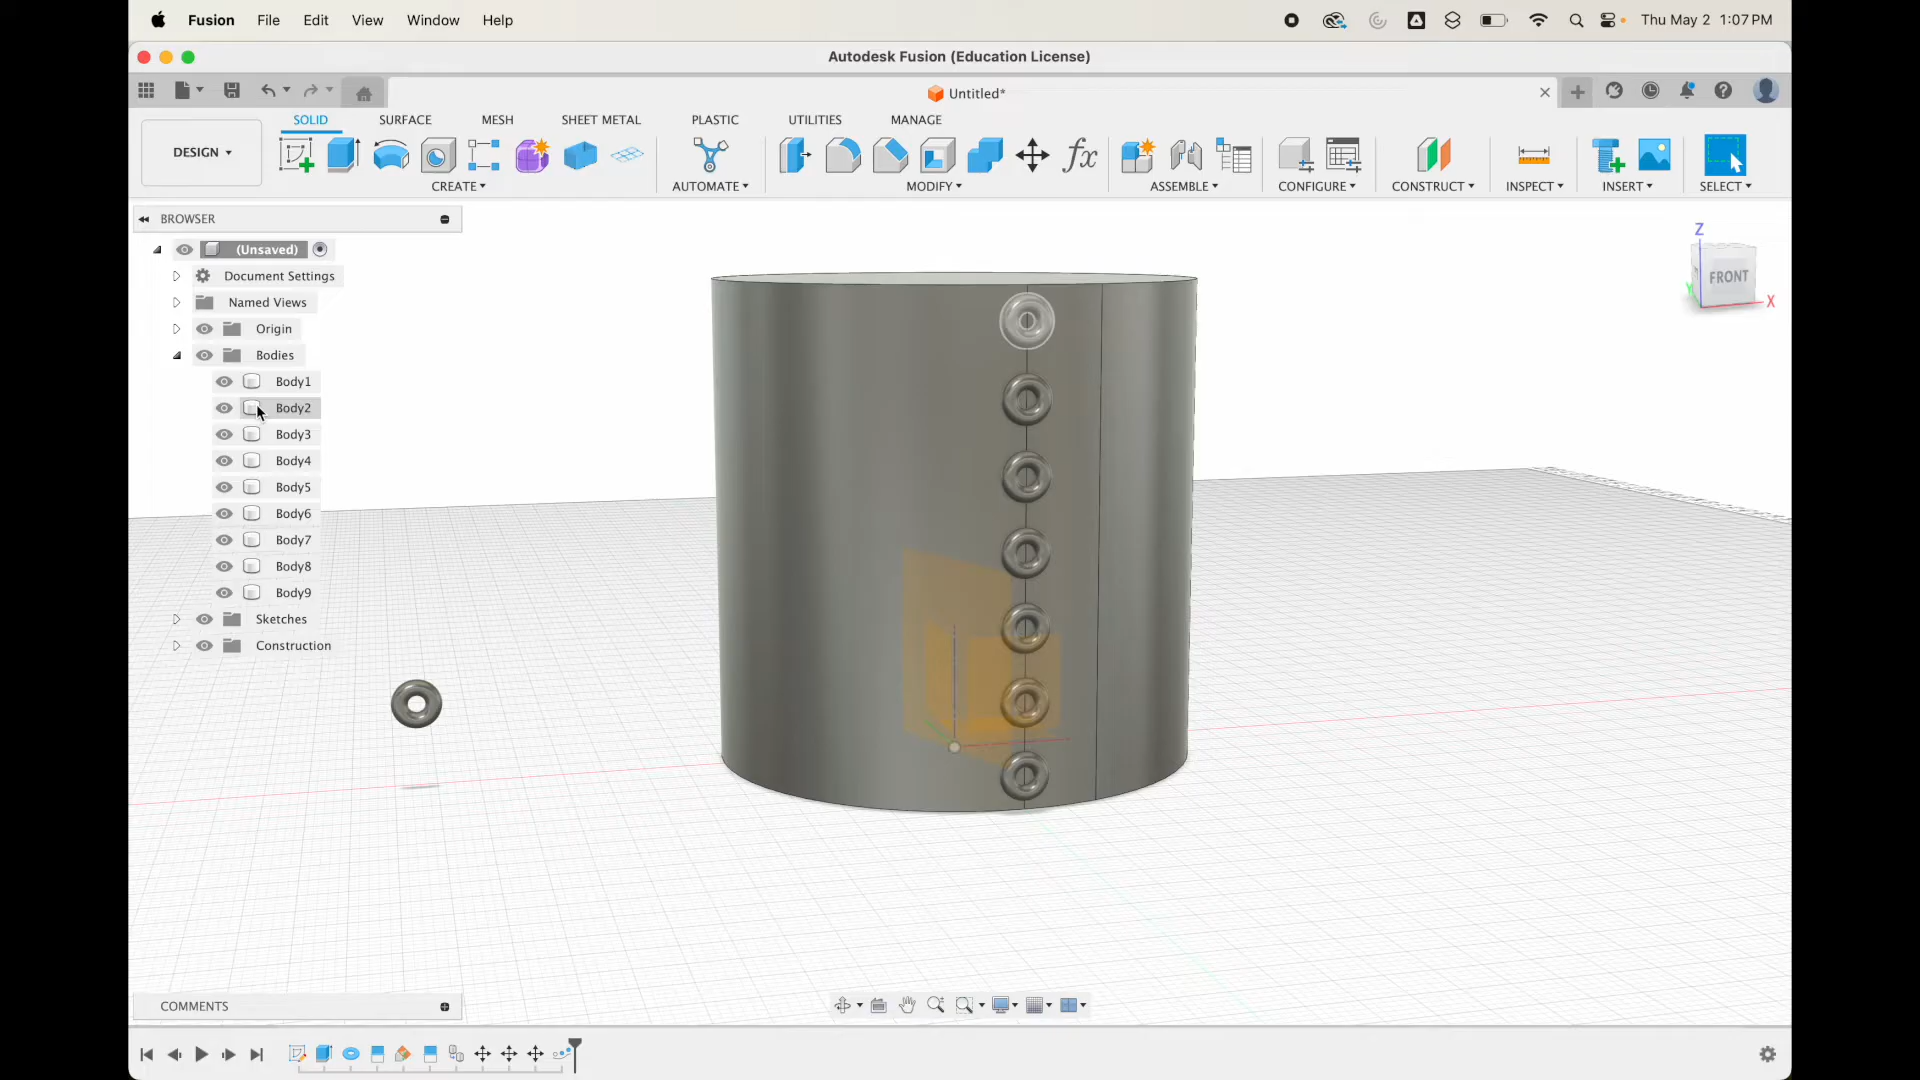 Fusion File Edit View Window Help Thu May 2 1:07 PM
Autodesk Fusion (Education License)
Untitled*
SOLID SURFACE MESH SHEET METAL PLASTIC UTILITIES MANAGE
DESIGN
CREATE AUTOMATE MODIFY ASSEMBLE CONFIGURE CONSTRUCT INSPECT INSERT SELECT
BROWSER
(Unsaved)
Document Settings
Named Views
Origin
Bodies
Body1
Body2
Body3
Body4
Body5
Body6
Body7
Body8
Body9
Sketches
Construction
Z
FRONT
Y
X
COMMENTS